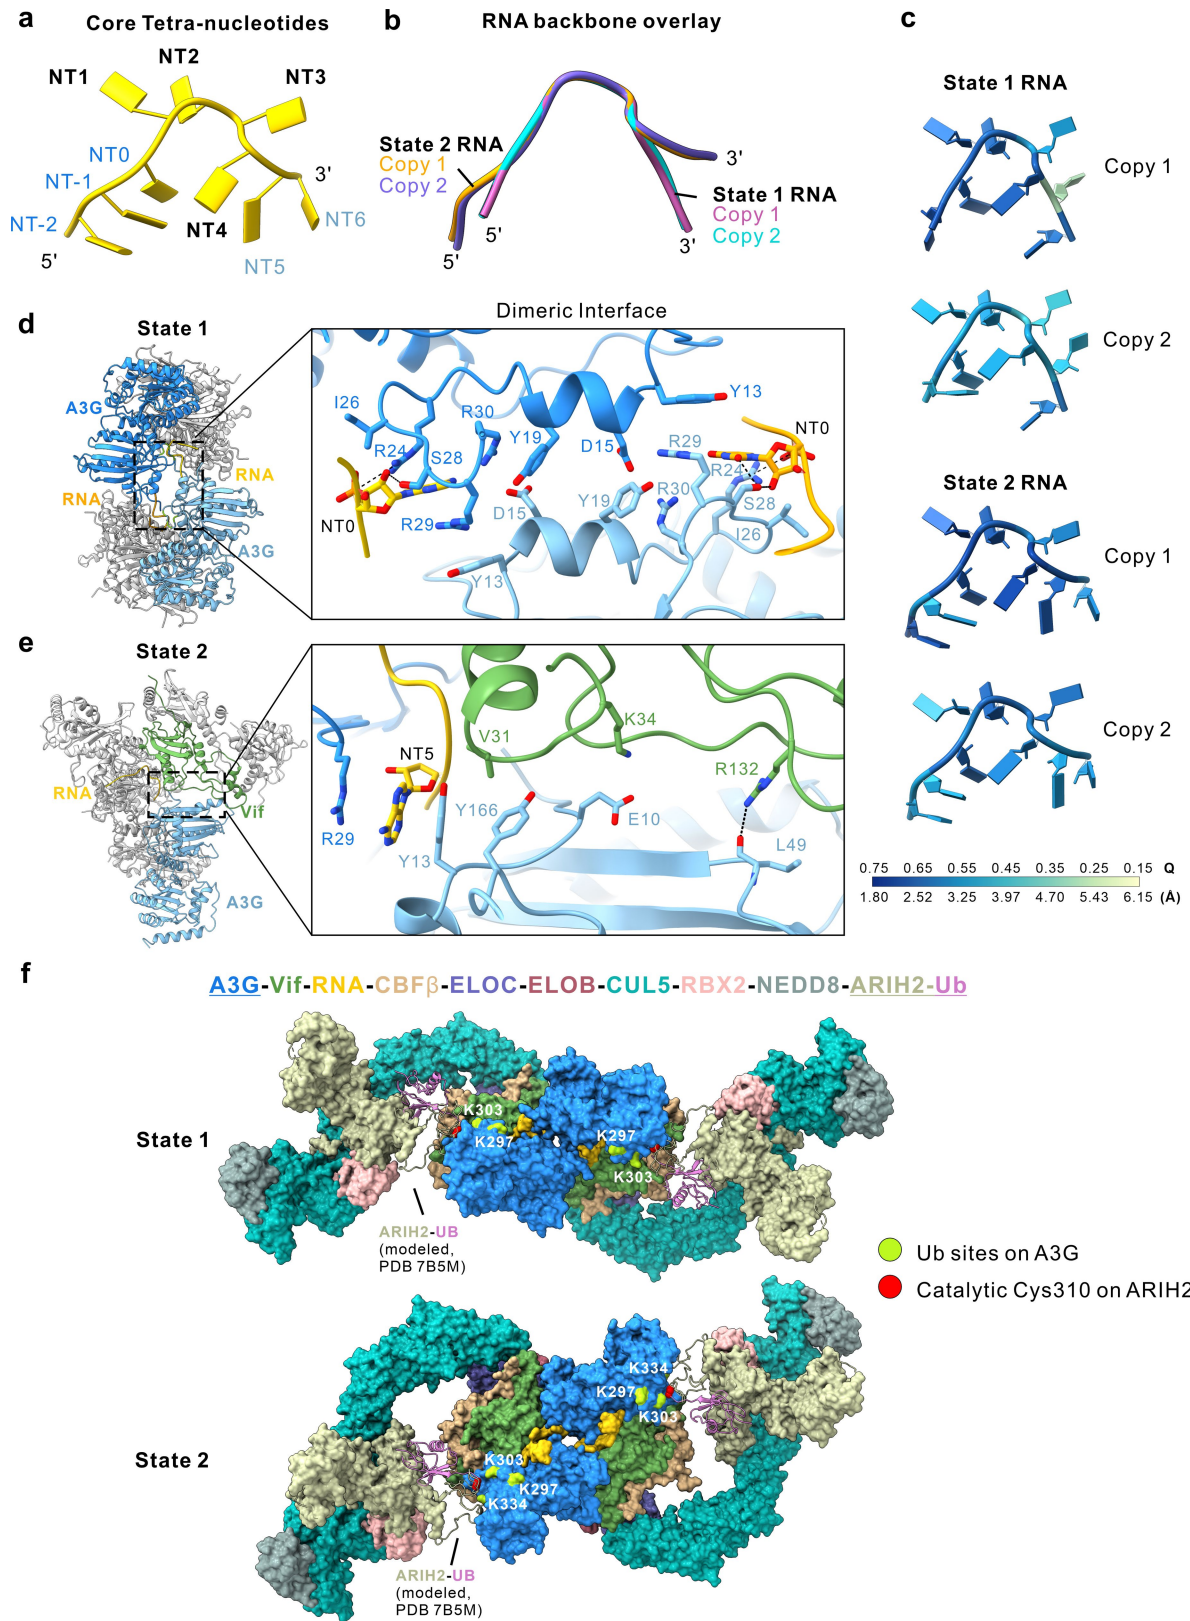 a
Core Tetra-nucleotides
NT1
NT2
NT3
NT0
NT-1
NT-2
5'
NT4
NT5
3'
NT6
b
RNA backbone overlay
State 2 RNA
Copy 1
Copy 2
5'
5'
3'
State 1 RNA
Copy 1
Copy 2
3'
c
State 1 RNA
Copy 1
Copy 2
State 2 RNA
Copy 1
Copy 2
0.75 0.65 0.55 0.45 0.35 0.25 0.15 Q
1.80 2.52 3.25 3.97 4.70 5.43 6.15 (Å)
d
State 1
A3G
RNA
RNA
A3G
Dimeric Interface
I26
R24
S28
R30
Y19
D15
Y13
R29
NT0
R24
NT0
R29
D15
Y19
R30
S28
I26
Y13
e
State 2
RNA
Vif
A3G
V31
K34
NT5
R132
Y166
E10
R29
Y13
L49
f
A3G-Vif-RNA-CBFβ-ELOC-ELOB-CUL5-RBX2-NEDD8-ARIH2-Ub
State 1
K303
K297
K297
K303
ARIH2-UB
(modeled,
PDB 7B5M)
Ub sites on A3G
Catalytic Cys310 on ARIH2
State 2
K334
K297
K303
K303
K297
K334
ARIH2-UB
(modeled,
PDB 7B5M)